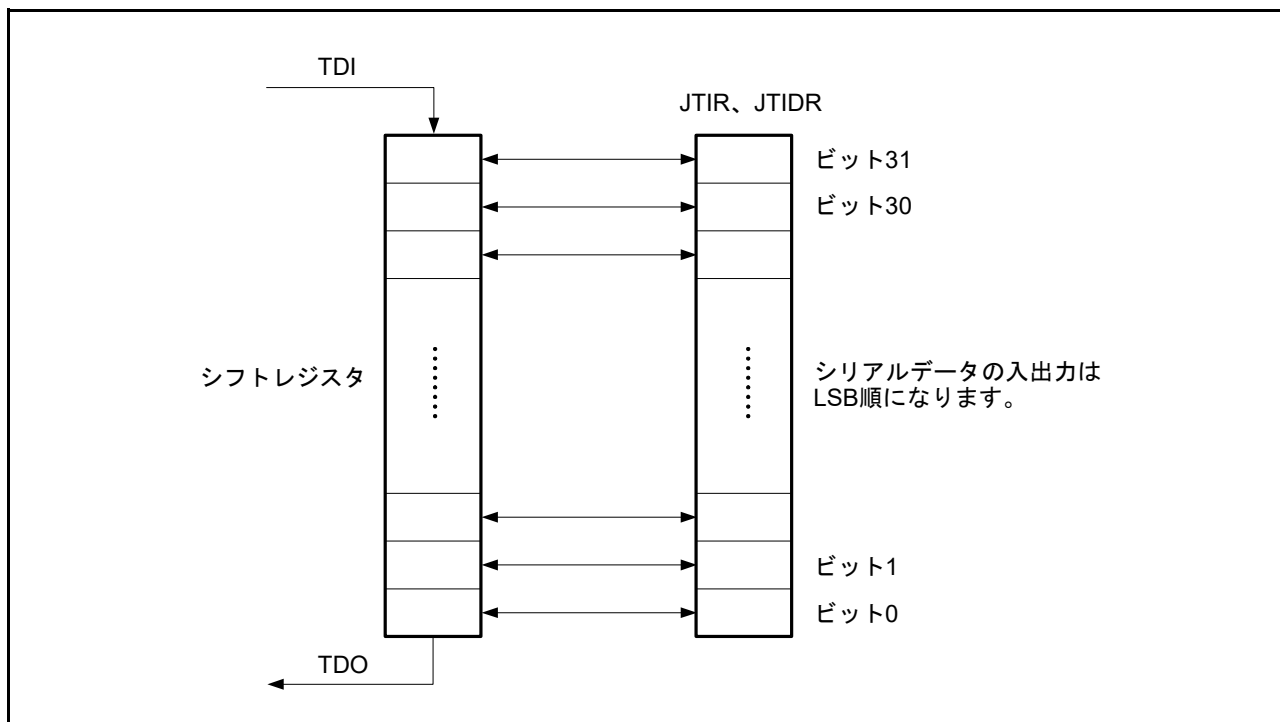 TDI
JTIR、JTIDR
ビット31
ビット30
シフトレジスタ
シリアルデータの入出力は
LSB順になります。
ビット1
ビット0
TDO